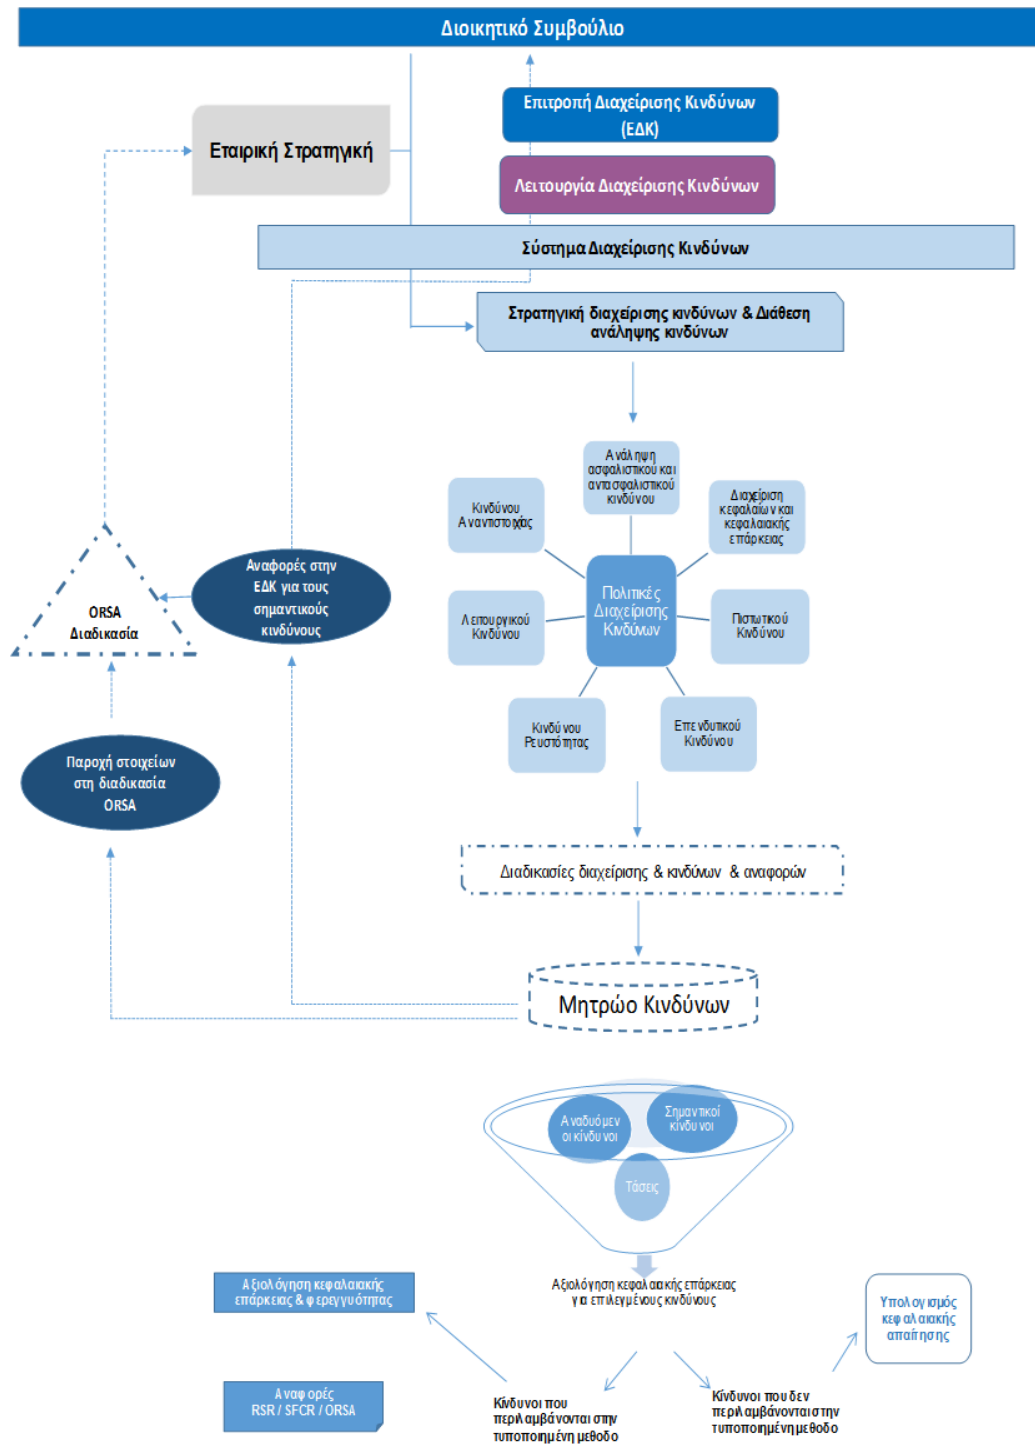 Διοικητικό Συμβούλιο
Επιτροπή Διαχείρισης Κινδύνων
(ΕΔΚ)
Εταιρική Στρατηγική
Λειτουργία Διαχείρισης Κινδύνων
Σύστημα Διαχείρισης Κινδύνων
Στρατηγική διαχείρισης κινδύνων & Διάθεση
ανάληψης κινδύνων
Ανάληψη
ασφαλιστικού και
αντασφαλιστικού
κινδύνου
Κινδύνου
Αναντιστοιχίας
Διαχείριση
κεφαλαίων και
κεφαλαιακής
επάρκειας
Αναφορές στην
ΕΔΚ για τους
σημαντικούς
κινδύνους
ORSA
Διαδικασία
Πολιτικές
Διαχείρισης
Κινδύνων
Λειτουργικού
Κινδύνου
Πιστωτικού
Κινδύνου
Κινδύνου
Ρευστότητας
Επενδυτικού
Κινδύνου
Παροχή στοιχείων
στη διαδικασία
ORSA
Διαδικασίες διαχείρισης & κινδύνων & αναφορών
Μητρώο Κινδύνων
Αναδυόμεν
οι κίνδυνοι
Σημαντικοί
κίνδυνοι
Τάσεις
Αξιολόγηση κεφαλαιακής
επάρκειας & φερεγγυότητας
Αξιολόγηση κεφαλαιακής επάρκειας
για επιλεγμένους κινδύνους
Υπολογισμός
κεφαλαιακής
απαίτησης
Αναφορές
RSR / SFCR / ORSA
Κίνδυνοι που
περιλαμβάνονται στην
τυποποιημένη μεθοδο
Κίνδυνοι που δεν
περιλαμβάνονται στην
τυποποιημένη μεθοδο